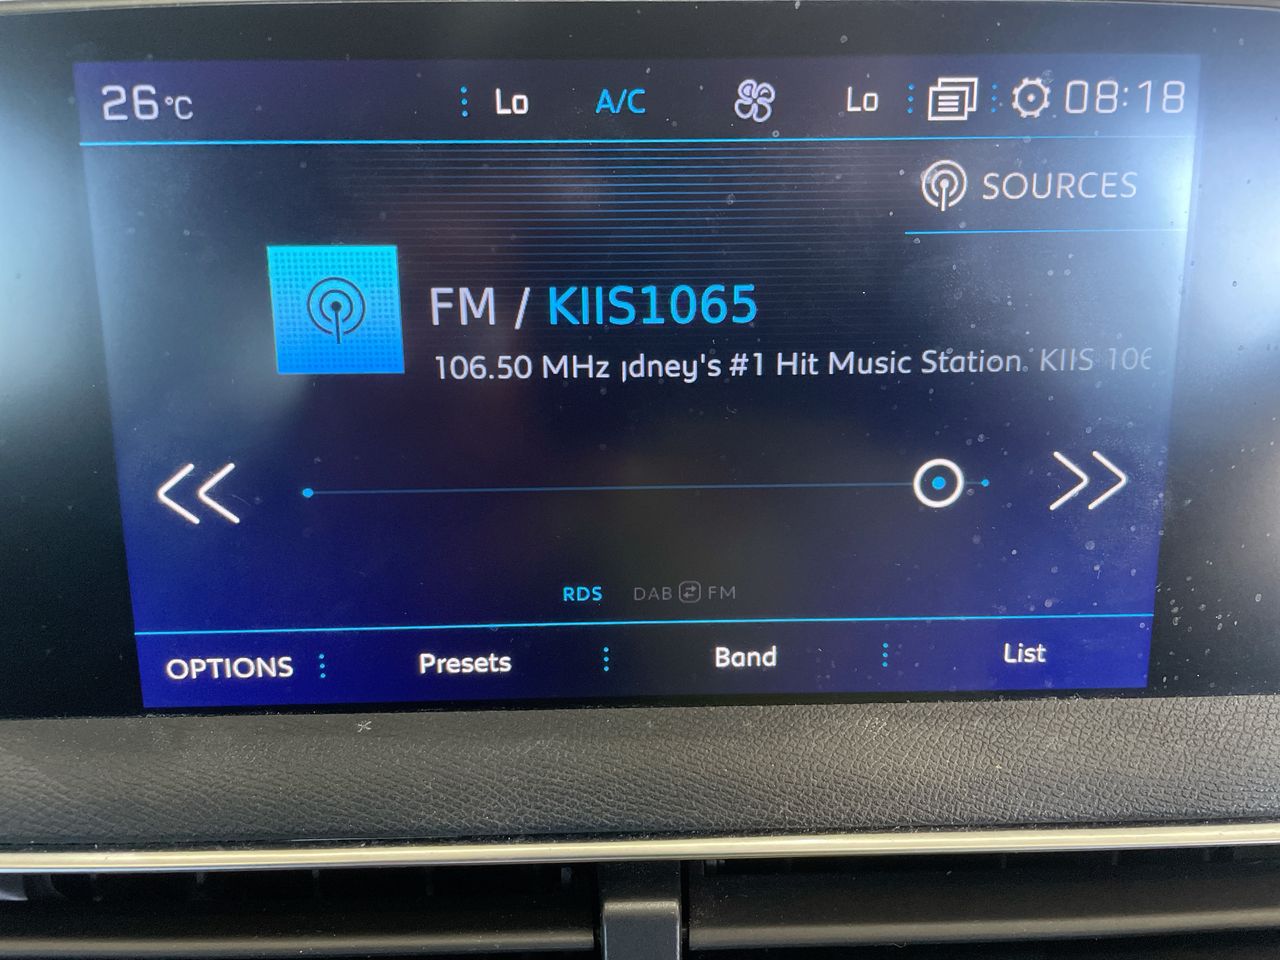 26°C Lo A/C Lo 08:18
SOURCES
FM / KIIS1065
106.50 MHz ydney's #1 Hit Music Station. KIIS 106
RDS DAB FM
OPTIONS Presets Band List